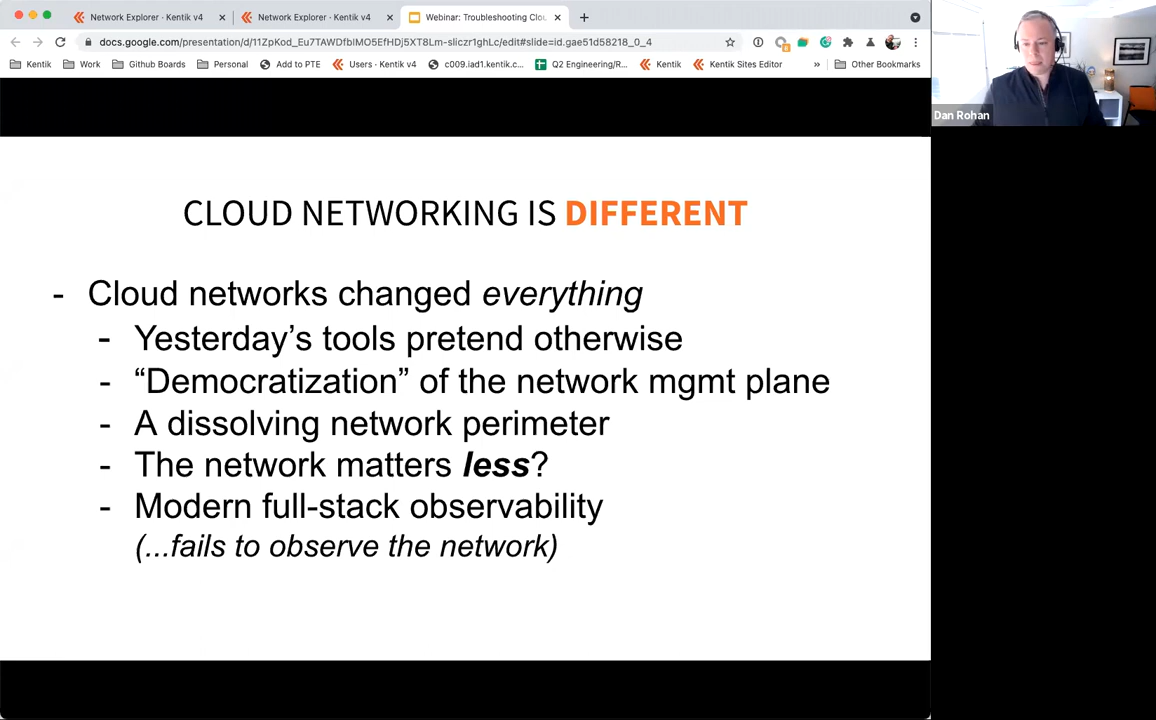 Network Explorer · Kentik v4
Network Explorer · Kentik v4
Webinar: Troubleshooting Clou
docs.google.com/presentation/d/11ZpKod_Eu7TAWDfbIMO5EfHDj5XT8Lm-sliczr1ghLc/edit#slide=id.gae51d58218_0_4
Kentik
Work
Github Boards
Personal
Add to PTE
Users · Kentik v4
c009.iad1.kentik.c...
Q2 Engineering/R...
Kentik
Kentik Sites Editor
»
Other Bookmarks
Dan Rohan
CLOUD NETWORKING IS DIFFERENT
- Cloud networks changed everything
- Yesterday’s tools pretend otherwise
- “Democratization” of the network mgmt plane
- A dissolving network perimeter
- The network matters less?
- Modern full-stack observability
(...fails to observe the network)